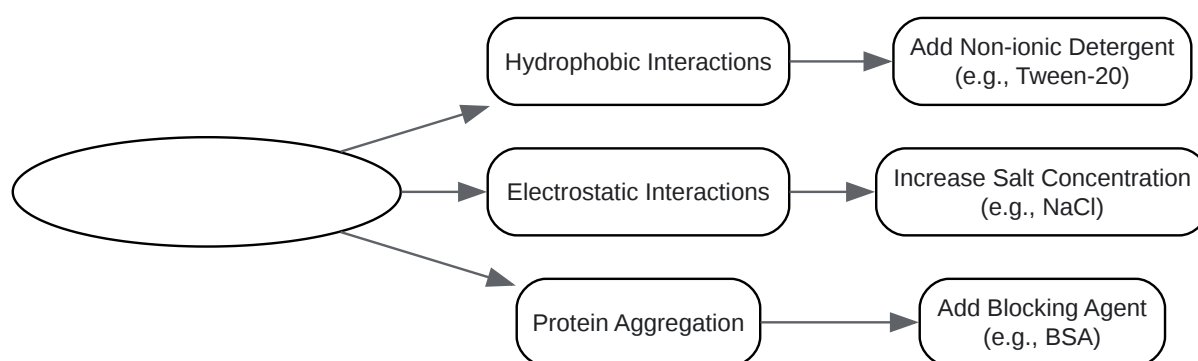 Hydrophobic Interactions
Add Non-ionic Detergent
(e.g., Tween-20)
Electrostatic Interactions
Increase Salt Concentration
(e.g., NaCl)
Protein Aggregation
Add Blocking Agent
(e.g., BSA)